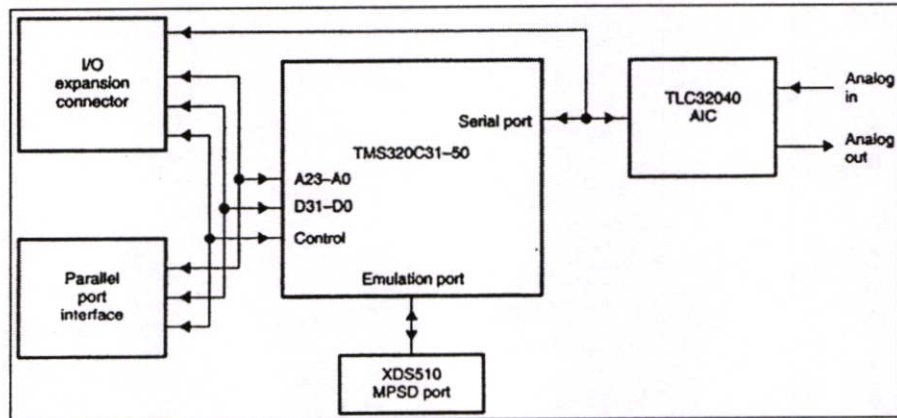 I/O
expansion
connector
Serial port
TMS320C31–50
A23–A0
D31–D0
Control
Emulation port
TLC32040
AIC
Analog
in
Analog
out
Parallel
port
interface
XDS510
MPSD port